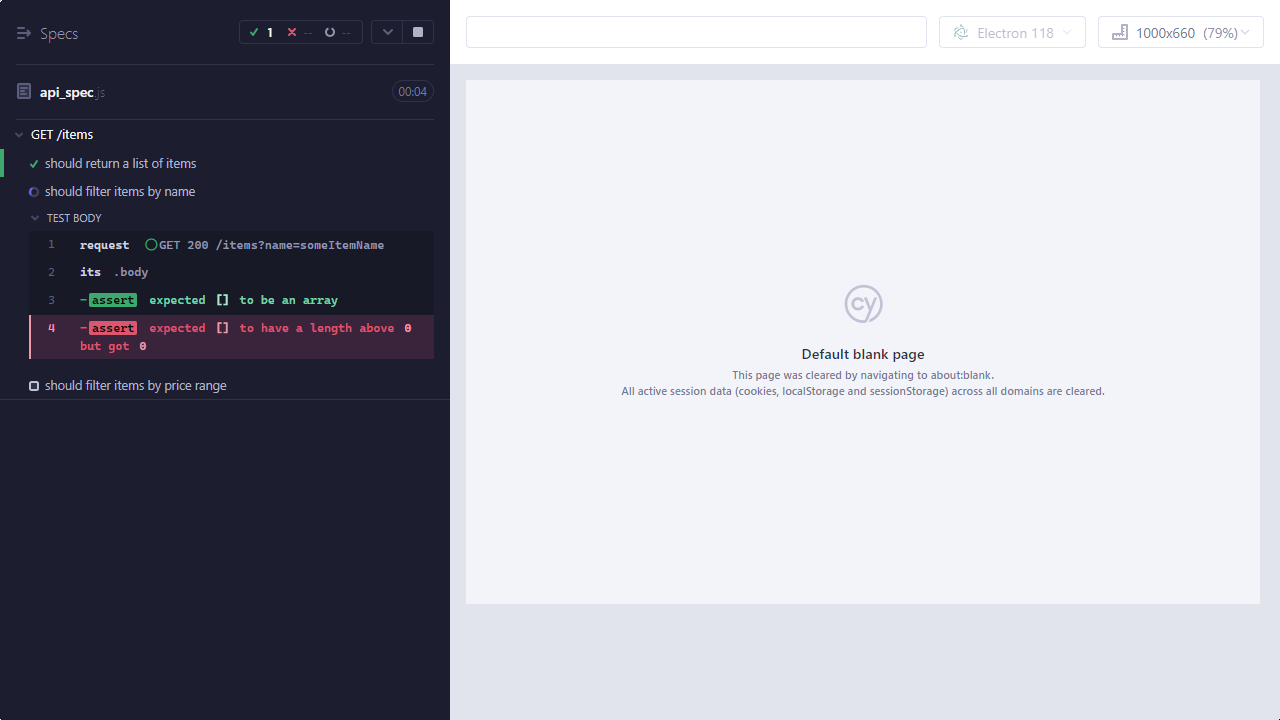 Specs
1 -- --
api_spec.js
00:04
GET /items
should return a list of items
should filter items by name
TEST BODY
1 request GET 200 /items?name=someItemName
2 its .body
3 -assert expected [] to be an array
4 -assert expected [] to have a length above 0
but got 0
should filter items by price range
Electron 118
1000x660 (79%)
cy
Default blank page
This page was cleared by navigating to about:blank.
All active session data (cookies, localStorage and sessionStorage) across all domains are cleared.